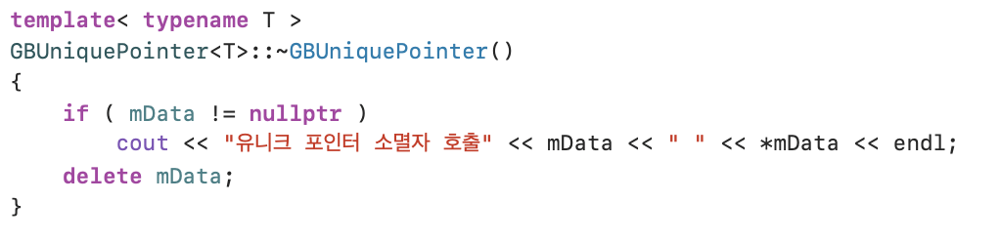 template< typename T >
GBUniquePointer<T>::~GBUniquePointer()
{
    if ( mData != nullptr )
        cout << "유니크 포인터 소멸자 호출" << mData << " " << *mData << endl;
    delete mData;
}